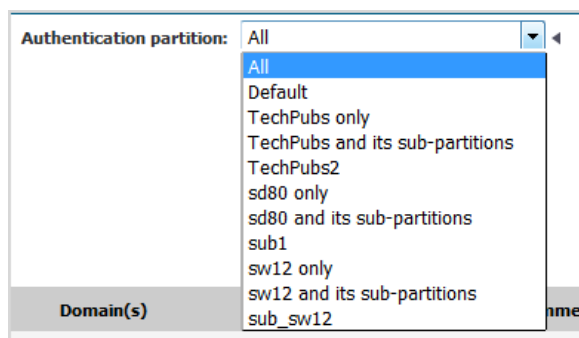 Authentication partition: All
All
Default
TechPubs only
TechPubs and its sub-partitions
TechPubs2
sd80 only
sd80 and its sub-partitions
sub1
sw12 only
sw12 and its sub-partitions
Domain(s)
sub_sw12